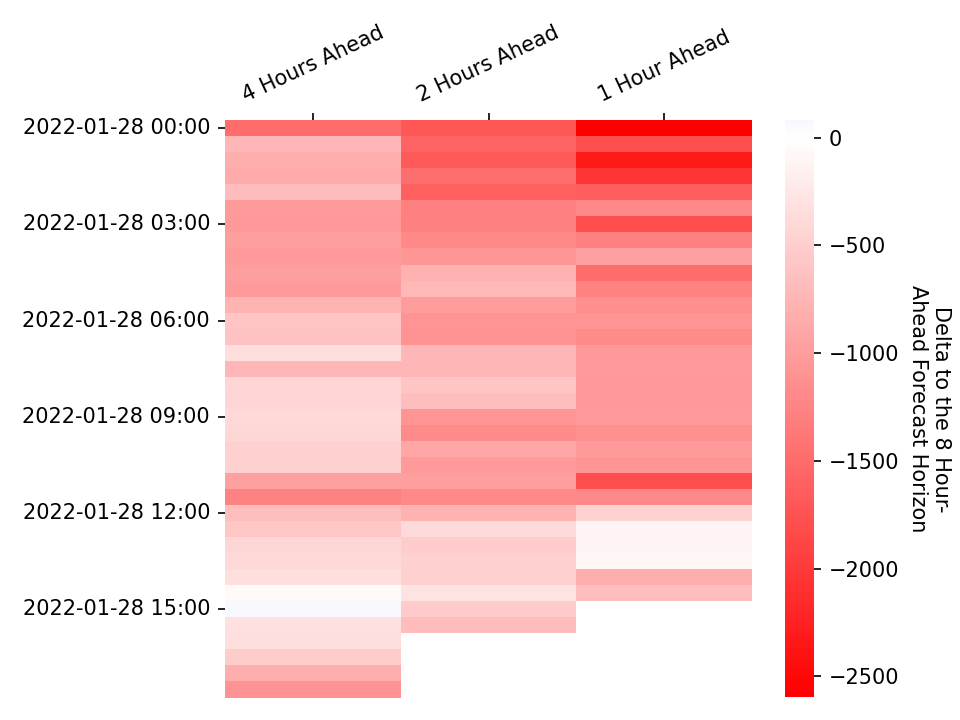 4 Hours Ahead
2 Hours Ahead
1 Hour Ahead
2022-01-28 00:00
2022-01-28 03:00
2022-01-28 06:00
2022-01-28 09:00
2022-01-28 12:00
2022-01-28 15:00
0
−500
−1000
−1500
−2000
−2500
Delta to the 8 Hour-
Ahead Forecast Horizon